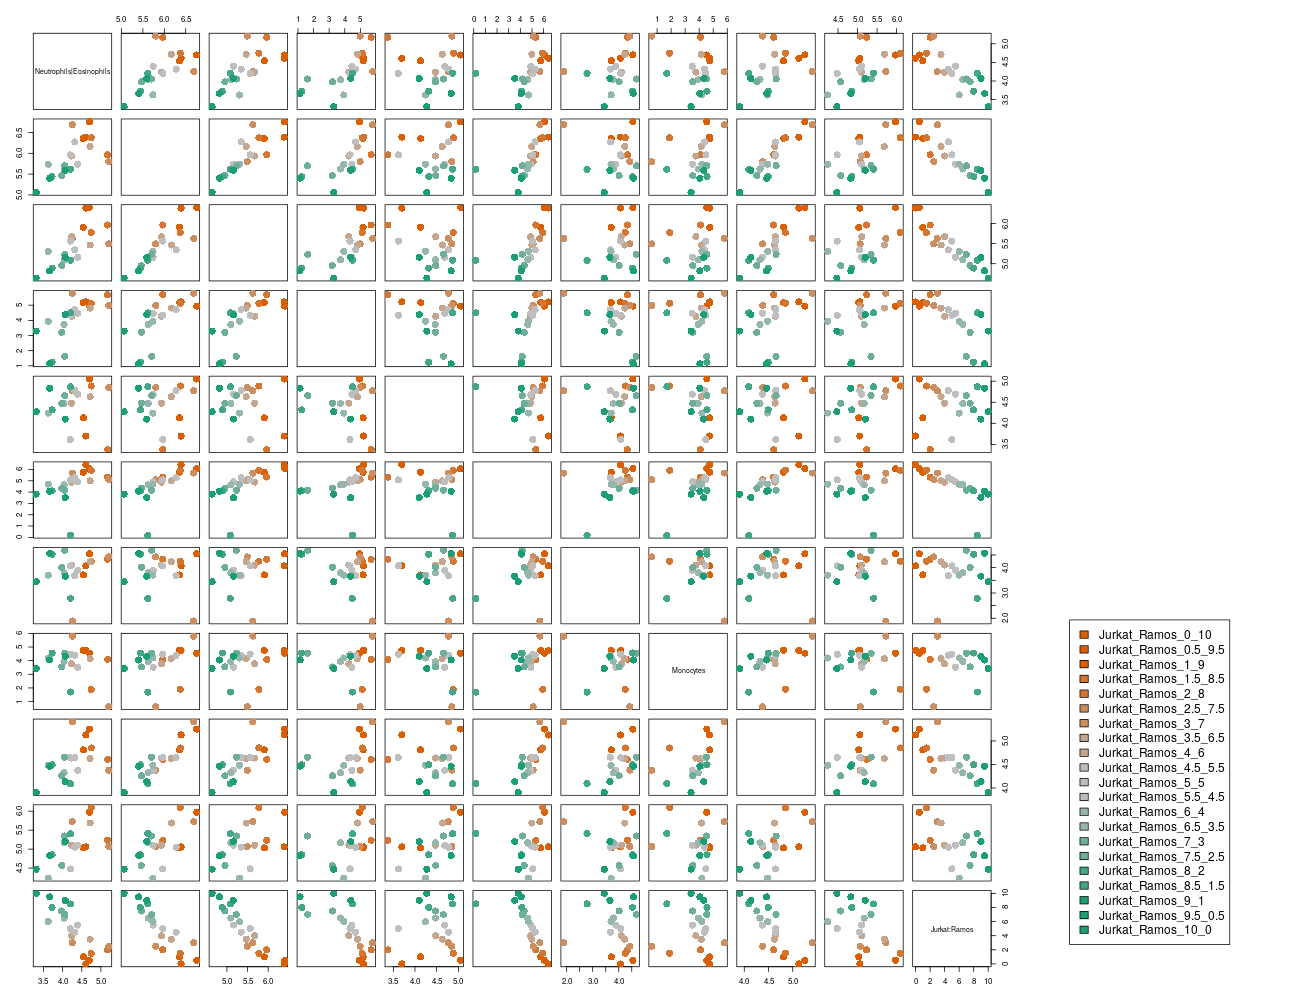 5.0 5.5 6.0 6.5 1 2 3 4 5 0 1 2 3 4 5 6 1 2 3 4 5 6 4.5 5.0 5.5 6.0
Neutrophils|Eosinophils
3.5 4.0 4.5 5.0
5.0 5.5 6.0 6.5
5.0 5.5 6.0
1 2 3 4 5
3.5 4.0 4.5 5.0
0 1 2 3 4 5 6
2.0 3.0 4.0
1 2 3 4 5 6
Monocytes
4.0 4.5 5.0
4.5 5.0 5.5 6.0
Jurkat:Ramos
0 2 4 6 8 10
3.5 4.0 4.5 5.0 5.0 5.5 6.0 3.5 4.0 4.5 5.0 2.0 3.0 4.0 4.0 4.5 5.0 0 2 4 6 8 10
Jurkat_Ramos_0_10
Jurkat_Ramos_0.5_9.5
Jurkat_Ramos_1_9
Jurkat_Ramos_1.5_8.5
Jurkat_Ramos_2_8
Jurkat_Ramos_2.5_7.5
Jurkat_Ramos_3_7
Jurkat_Ramos_3.5_6.5
Jurkat_Ramos_4_6
Jurkat_Ramos_4.5_5.5
Jurkat_Ramos_5_5
Jurkat_Ramos_5.5_4.5
Jurkat_Ramos_6_4
Jurkat_Ramos_6.5_3.5
Jurkat_Ramos_7_3
Jurkat_Ramos_7.5_2.5
Jurkat_Ramos_8_2
Jurkat_Ramos_8.5_1.5
Jurkat_Ramos_9_1
Jurkat_Ramos_9.5_0.5
Jurkat_Ramos_10_0